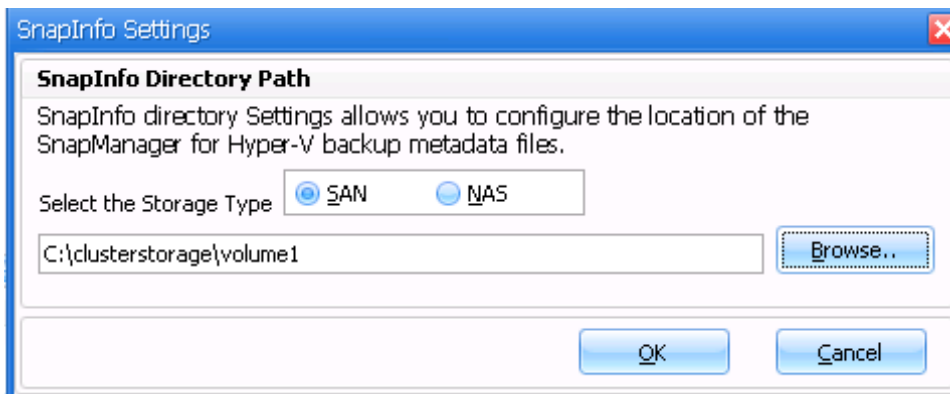 SnapInfo Settings
SnapInfo Directory Path
SnapInfo directory Settings allows you to configure the location of the
SnapManager for Hyper-V backup metadata files.
Select the Storage Type SAN NAS
C:\clusterstorage\volume1 Browse..
OK Cancel